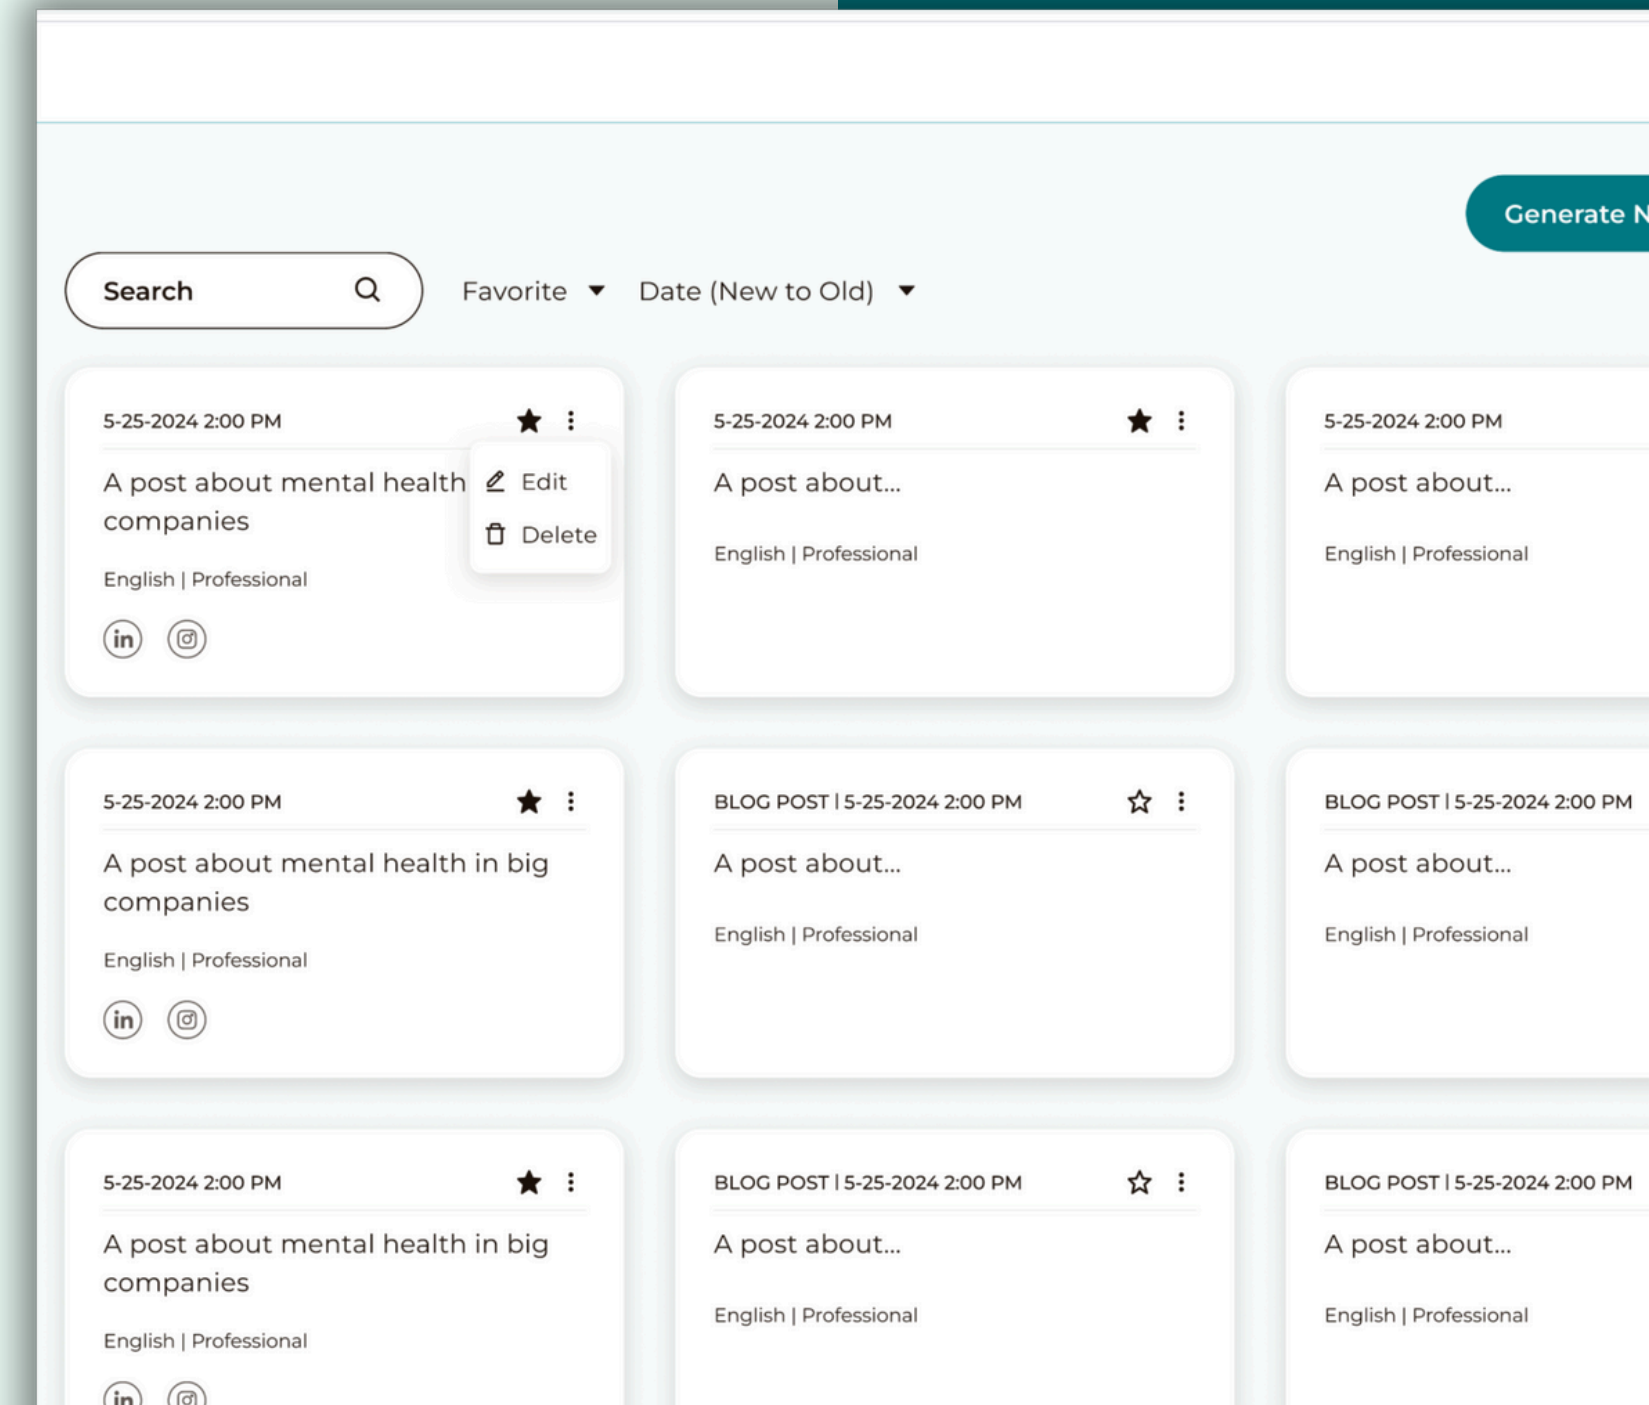 Generate
Search
Favorite
Date (New to Old)
5-25-2024 2:00 PM
A post about mental health
companies
English | Professional
in
Edit
Delete
5-25-2024 2:00 PM
A post about...
English | Professional
5-25-2024 2:00 PM
A post about...
English | Professional
5-25-2024 2:00 PM
A post about mental health in big
companies
English | Professional
in
BLOG POST | 5-25-2024 2:00 PM
A post about...
English | Professional
BLOG POST | 5-25-2024 2:00 PM
A post about...
English | Professional
5-25-2024 2:00 PM
A post about mental health in big
companies
English | Professional
in
BLOG POST | 5-25-2024 2:00 PM
A post about...
English | Professional
BLOG POST | 5-25-2024 2:00 PM
A post about...
English | Professional